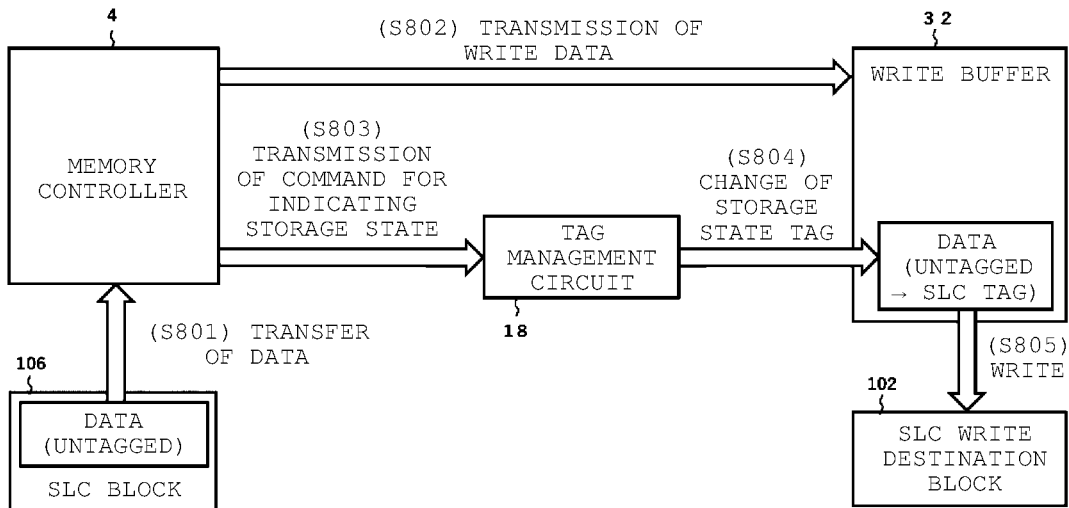 4
(S802) TRANSMISSION OF
WRITE DATA
32
WRITE BUFFER
MEMORY
CONTROLLER
(S803)
TRANSMISSION
OF COMMAND FOR
INDICATING
STORAGE STATE
TAG
MANAGEMENT
CIRCUIT
18
(S804)
CHANGE OF
STORAGE
STATE TAG
DATA
(UNTAGGED
→ SLC TAG)
(S801) TRANSFER
OF DATA
106
DATA
(UNTAGGED)
SLC BLOCK
(S805)
WRITE
102
SLC WRITE
DESTINATION
BLOCK